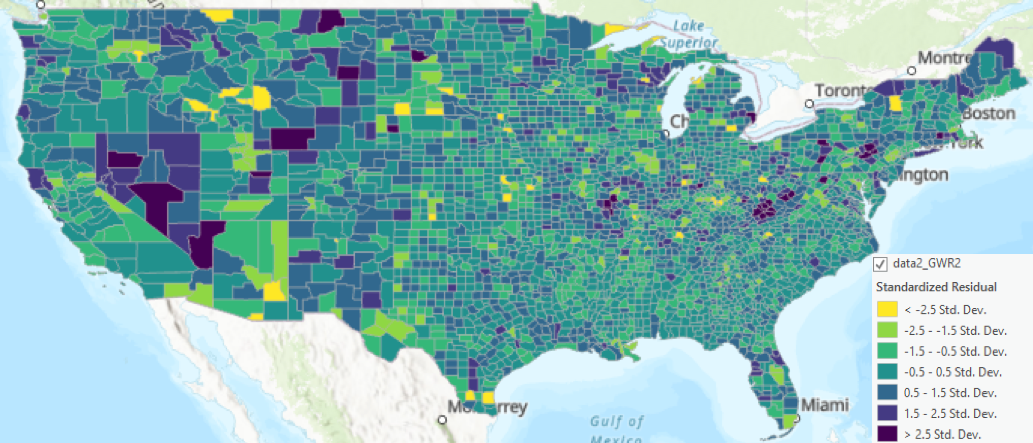 Lake
Superior
Montre
Toronto
Boston
Ch
York
ington
Miami
Mo rrey
Gulf of
Mexico
data2_GWR2
Standardized Residual
< -2.5 Std. Dev.
-2.5 - -1.5 Std. Dev.
-1.5 - -0.5 Std. Dev.
-0.5 - 0.5 Std. Dev.
0.5 - 1.5 Std. Dev.
1.5 - 2.5 Std. Dev.
> 2.5 Std. Dev.